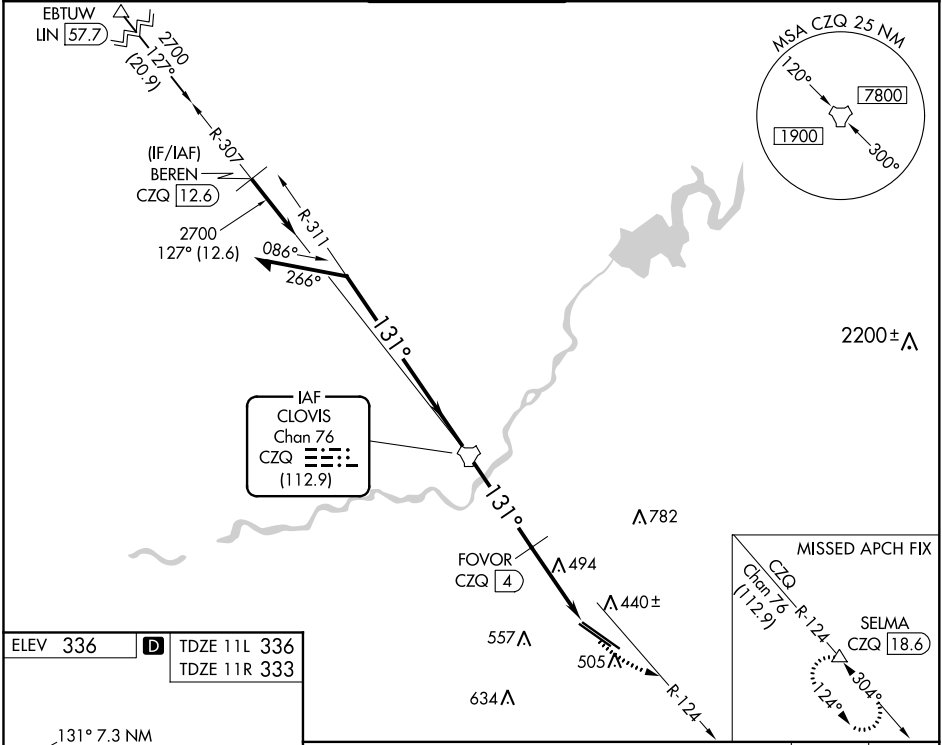 EBTUW
LIN 57.7
2700
127°
(20.9)
R-307
(IF/IAF)
BEREN
CZQ 12.6
2700
127° (12.6)
R-311
086°
266°
131°
IAF
CLOVIS
Chan 76
CZQ
(112.9)
131°
FOVOR
CZQ 4
MSA CZQ 25 NM
120°
7800
1900
300°
2200±
782
494
440±
557
505
634
R-124
MISSED APCH FIX
CZQ
Chan 76
(112.9)
R-124
SELMA
CZQ 18.6
304°
124°
ELEV 336
D
TDZE 11L 336
TDZE 11R 333
131° 7.3 NM